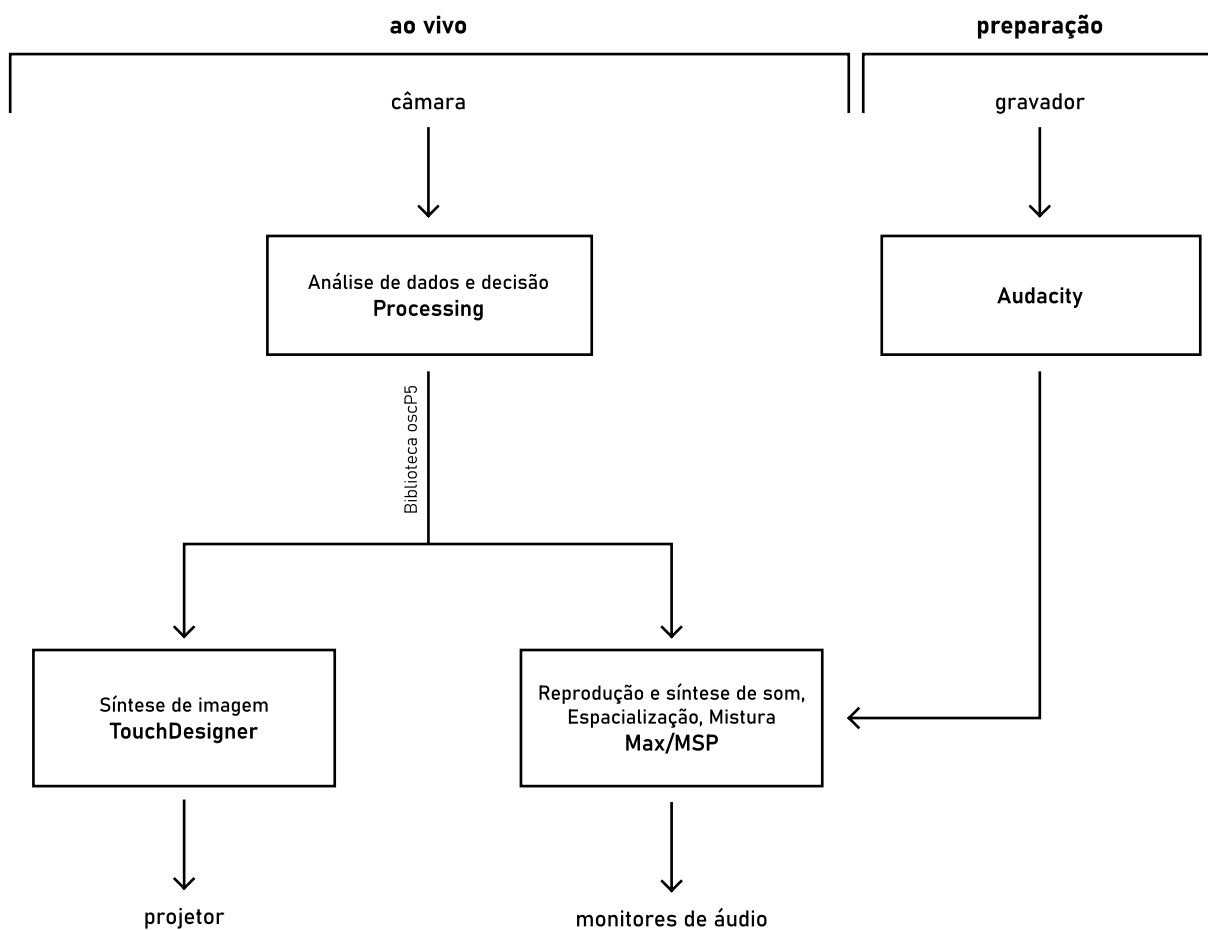 ao vivo
preparação
câmara
gravador
Análise de dados e decisão
Processing
Audacity
Biblioteca oscP5
Síntese de imagem
TouchDesigner
Reprodução e síntese de som,
Espacialização, Mistura
Max/MSP
projetor
monitores de áudio